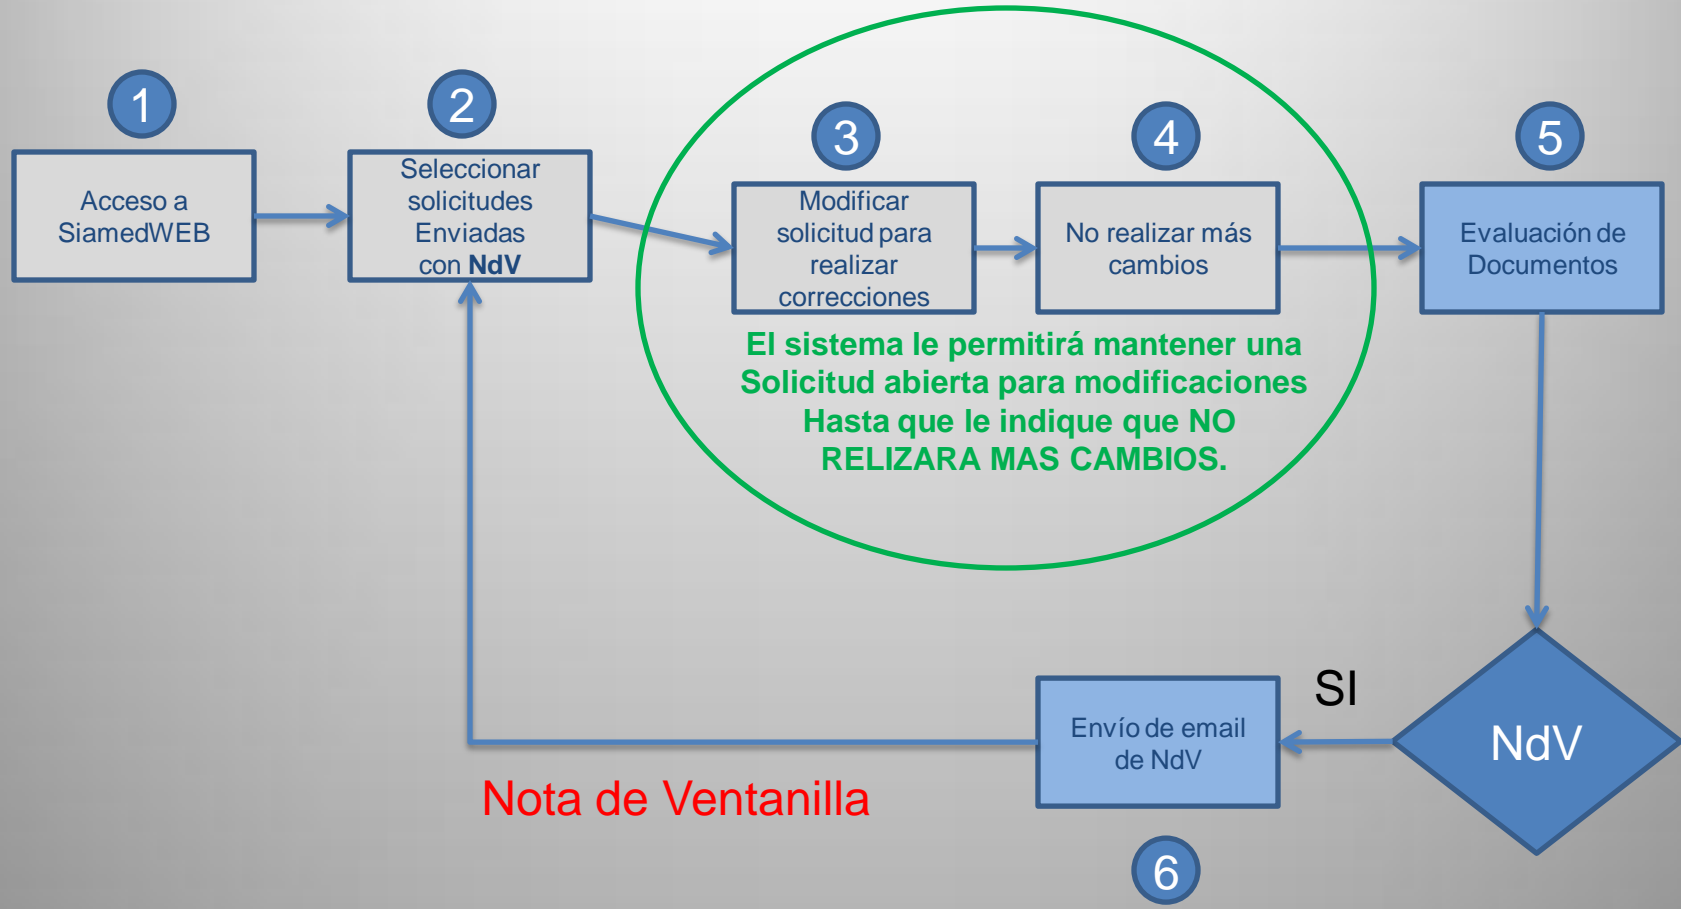 1
Acceso a
SiamedWEB
2
Seleccionar
solicitudes
Enviadas
con NdV
3
Modificar
solicitud para
realizar
correcciones
4
No realizar más
cambios
El sistema le permitirá mantener una
Solicitud abierta para modificaciones
Hasta que le indique que NO
RELIZARA MAS CAMBIOS.
5
Evaluación de
Documentos
NdV
SI
Envío de email
de NdV
6
Nota de Ventanilla